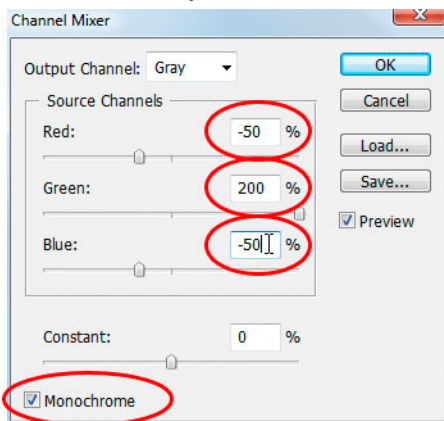 Channel Mixer
Output Channel: Gray
OK
Source Channels
Cancel
Red: -50 %
Load...
Green: 200 %
Save...
Preview
Blue: -50 %
Constant: 0 %
Monochrome